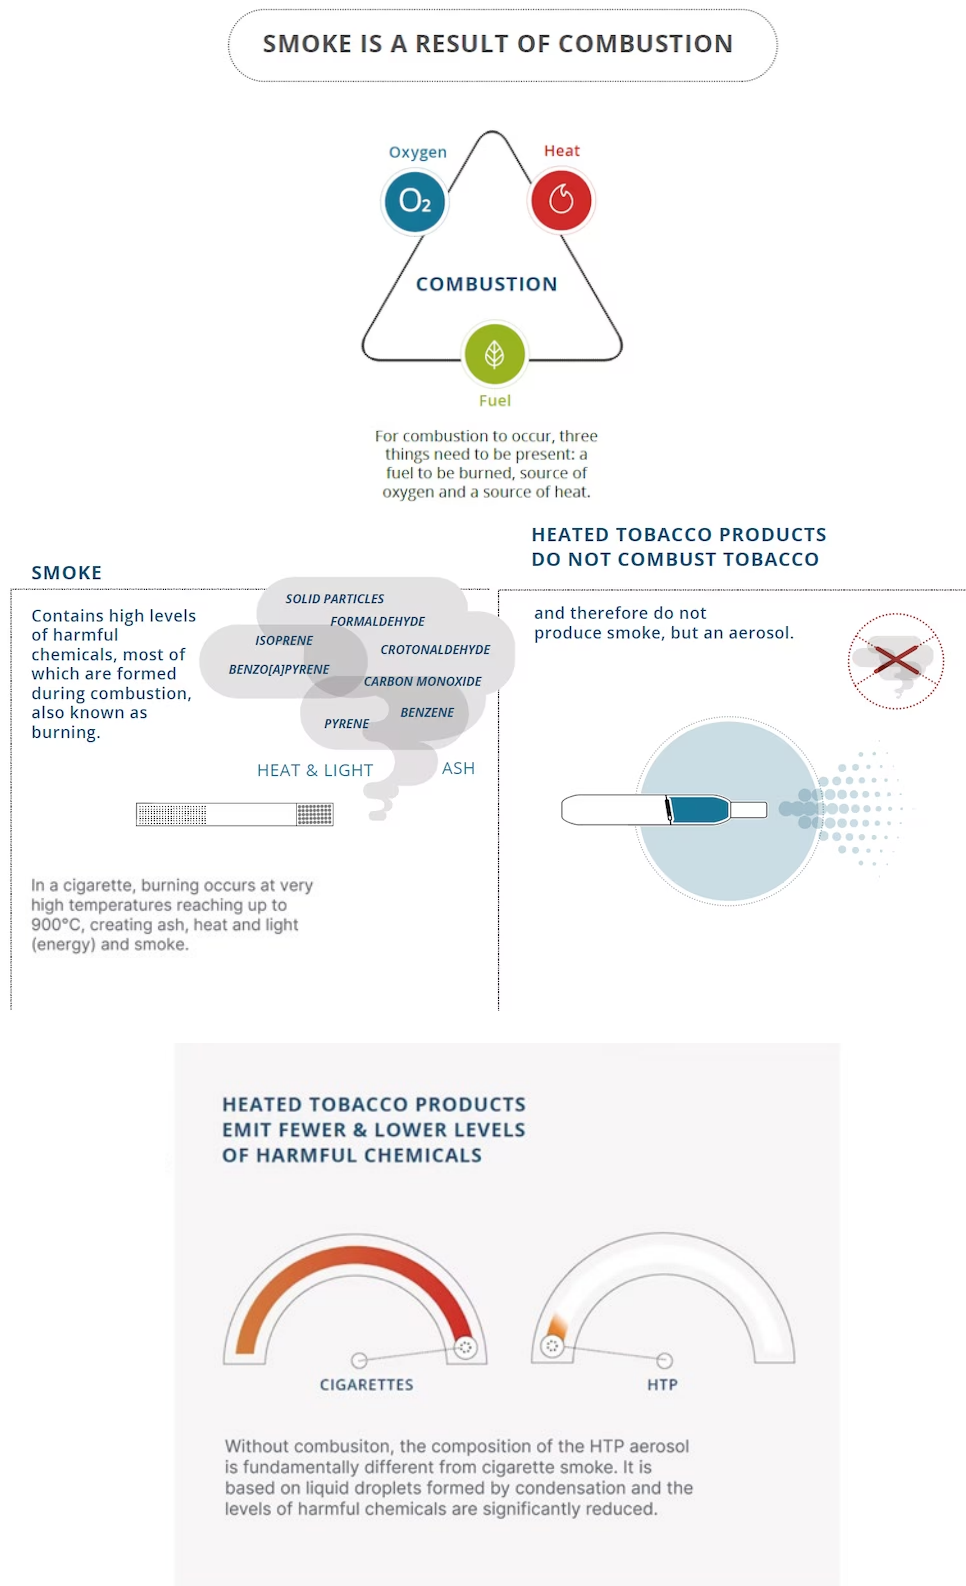 SMOKE IS A RESULT OF COMBUSTION
Oxygen
Heat
O₂
COMBUSTION
Fuel
For combustion to occur, three
things need to be present: a
fuel to be burned, source of
oxygen and a source of heat.
SMOKE
Contains high levels
of harmful
chemicals, most of
which are formed
during combustion,
also known as
burning.
SOLID PARTICLES
FORMALDEHYDE
ISOPRENE
CROTONALDEHYDE
BENZO[A]PYRENE
CARBON MONOXIDE
BENZENE
PYRENE
HEAT & LIGHT
ASH
In a cigarette, burning occurs at very
high temperatures reaching up to
900°C, creating ash, heat and light
(energy) and smoke.
HEATED TOBACCO PRODUCTS
DO NOT COMBUST TOBACCO
and therefore do not
produce smoke, but an aerosol.
HEATED TOBACCO PRODUCTS
EMIT FEWER & LOWER LEVELS
OF HARMFUL CHEMICALS
CIGARETTES
HTP
Without combusiton, the composition of the HTP aerosol
is fundamentally different from cigarette smoke. It is
based on liquid droplets formed by condensation and the
levels of harmful chemicals are significantly reduced.